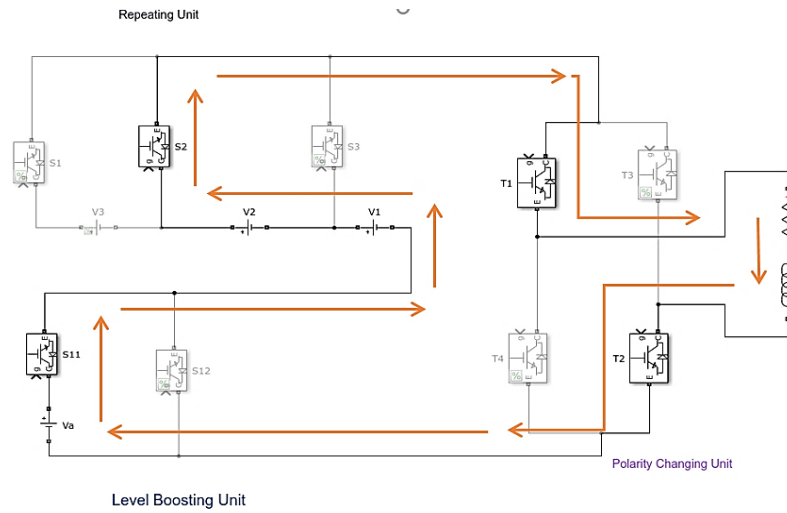 Repeating Unit
S1
S2
S3
E
E
E
g
C
g
C
g
C
%
%
V3
V2
V1
+
+
T1
T3
g
C
g
C
E
E
%
S11
S12
E
E
g
C
g
C
%
T4
T2
g
C
g
C
E
E
%
+
Va
Polarity Changing Unit
Level Boosting Unit